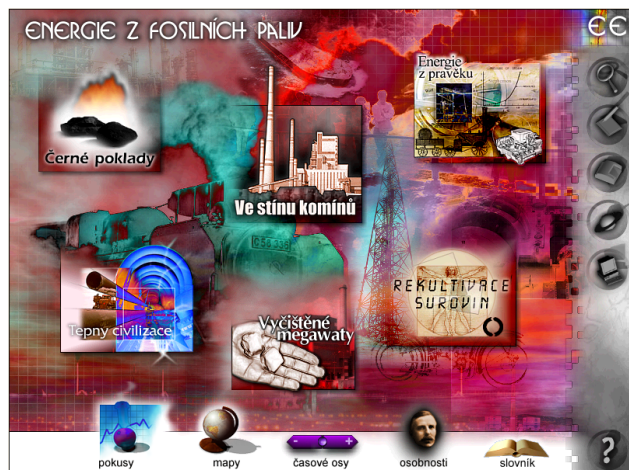 ENERGIE Z FOSILNÍCH PALIV
EE
Energie
z pravěku
Černé poklady
Ve stínu komínů
REKULTIVACE
SUROVIN
Tepny civilizace
Vyčištěné
megawaty
- +
?
pokusy
mapy
časové osy
osobnosti
slovník